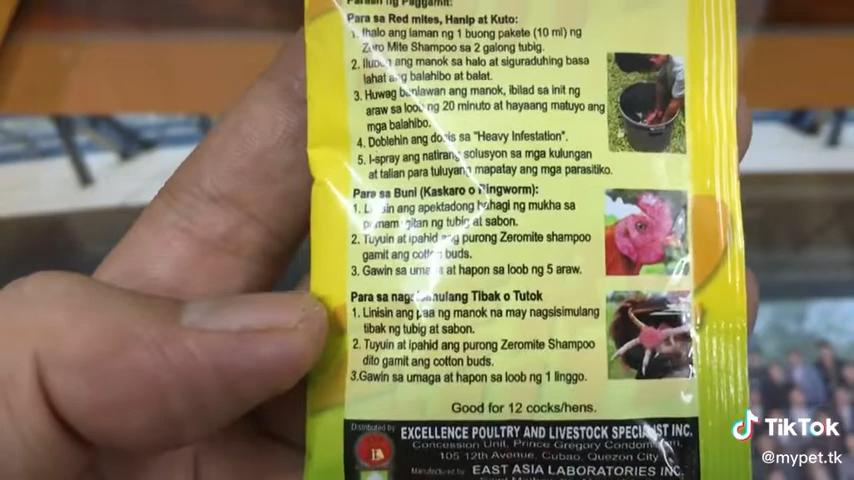 Paraan ng Paggamit:
Para sa Red mites, Hanip at Kuto:
1. Ihalo ang laman ng 1 buong pakete (10 ml) ng
Zero Mite Shampoo sa 2 galong tubig.
2. Ilubog ang manok sa halo at siguraduhing basa
lahat ang balahibo at balat.
3. Huwag banlawan ang manok, ibilad sa init ng
araw sa loob ng 20 minuto at hayaang matuyo ang
mga balahibo.
4. Doblehin ang dosis sa "Heavy Infestation".
5. I-spray ang natirang solusyon sa mga kulungan
at talian para tuluyang mapatay ang mga parasitiko.
Para sa Buni (Kaskaro o Ringworm):
1. Linisin ang apektadong bahagi ng mukha sa
pamamagitan ng tubig at sabon.
2. Tuyuin at ipahid ang purong Zeromite shampoo
gamit ang cotton buds.
3. Gawin sa umaga at hapon sa loob ng 5 araw.
Para sa nagsisimulang Tibak o Tutok
1. Linisin ang paa ng manok na may nagsisimulang
tibak ng tubig at sabon.
2. Tuyuin at ipahid ang purong Zeromite Shampoo
dito gamit ang cotton buds.
3.Gawin sa umaga at hapon sa loob ng 1 linggo.
Good for 12 cocks/hens.
Distributed by EXCELLENCE POULTRY AND LIVESTOCK SPECIALIST INC.
Concession Unit, Prince Gregory Condominium,
105 12th Avenue, Cubao, Quezon City
Manufactured by EAST ASIA LABORATORIES INC.
TikTok
@mypet.tk